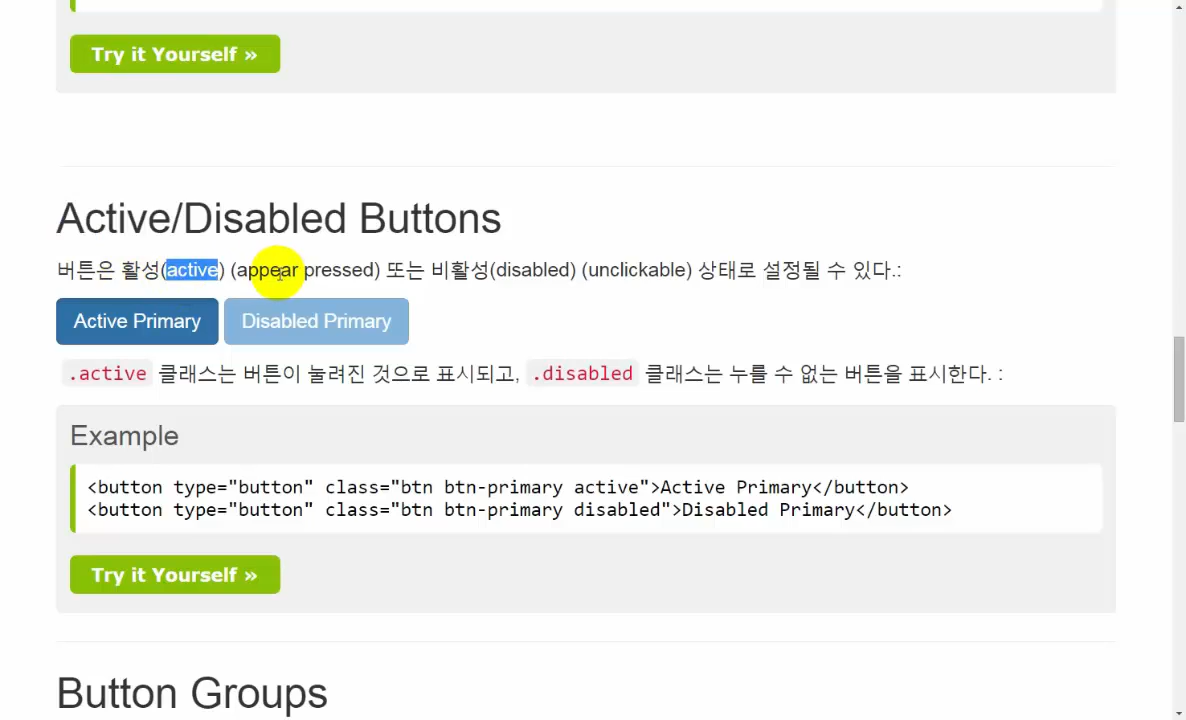 Try it Yourself »
Active/Disabled Buttons
버튼은 활성(active) (appear pressed) 또는 비활성(disabled) (unclickable) 상태로 설정될 수 있다.:
Active Primary Disabled Primary
.active 클래스는 버튼이 눌려진 것으로 표시되고, .disabled 클래스는 누를 수 없는 버튼을 표시한다. :
Example
<button type="button" class="btn btn-primary active">Active Primary</button>
<button type="button" class="btn btn-primary disabled">Disabled Primary</button>
Try it Yourself »
Button Groups